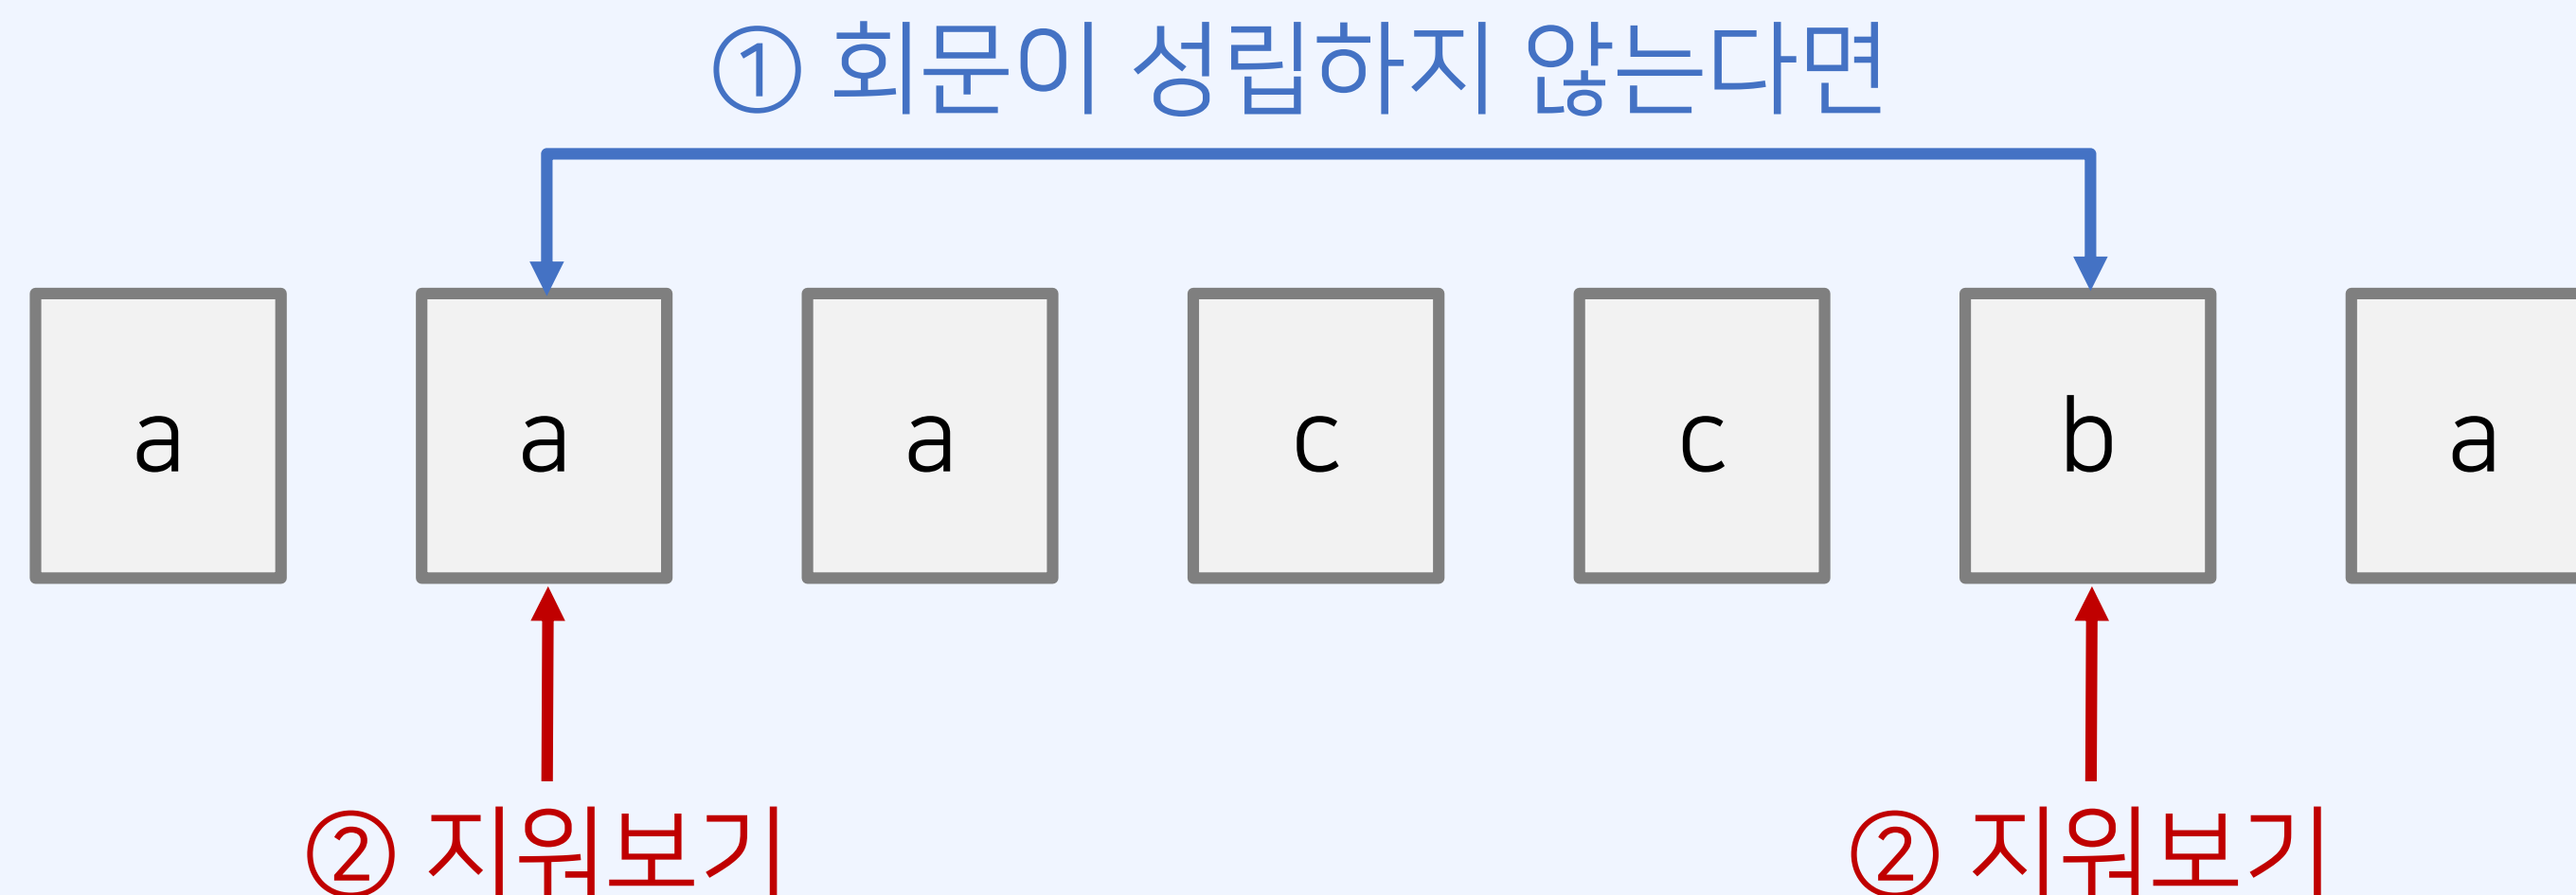 ① 회문이 성립하지 않는다면
a a a c c b a
② 지워보기 ② 지워보기